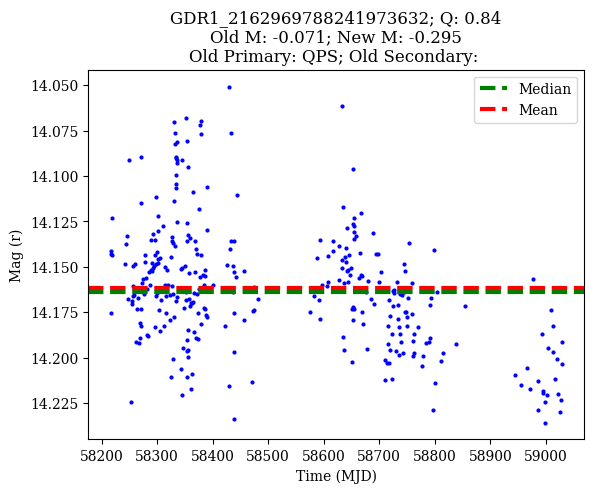 GDR1_2162969788241973632; Q: 0.84
Old M: -0.071; New M: -0.295
Old Primary: QPS; Old Secondary:
Median
Mean
14.050
14.075
14.100
14.125
14.150
14.175
14.200
14.225
Mag (r)
58200 58300 58400 58500 58600 58700 58800 58900 59000
Time (MJD)